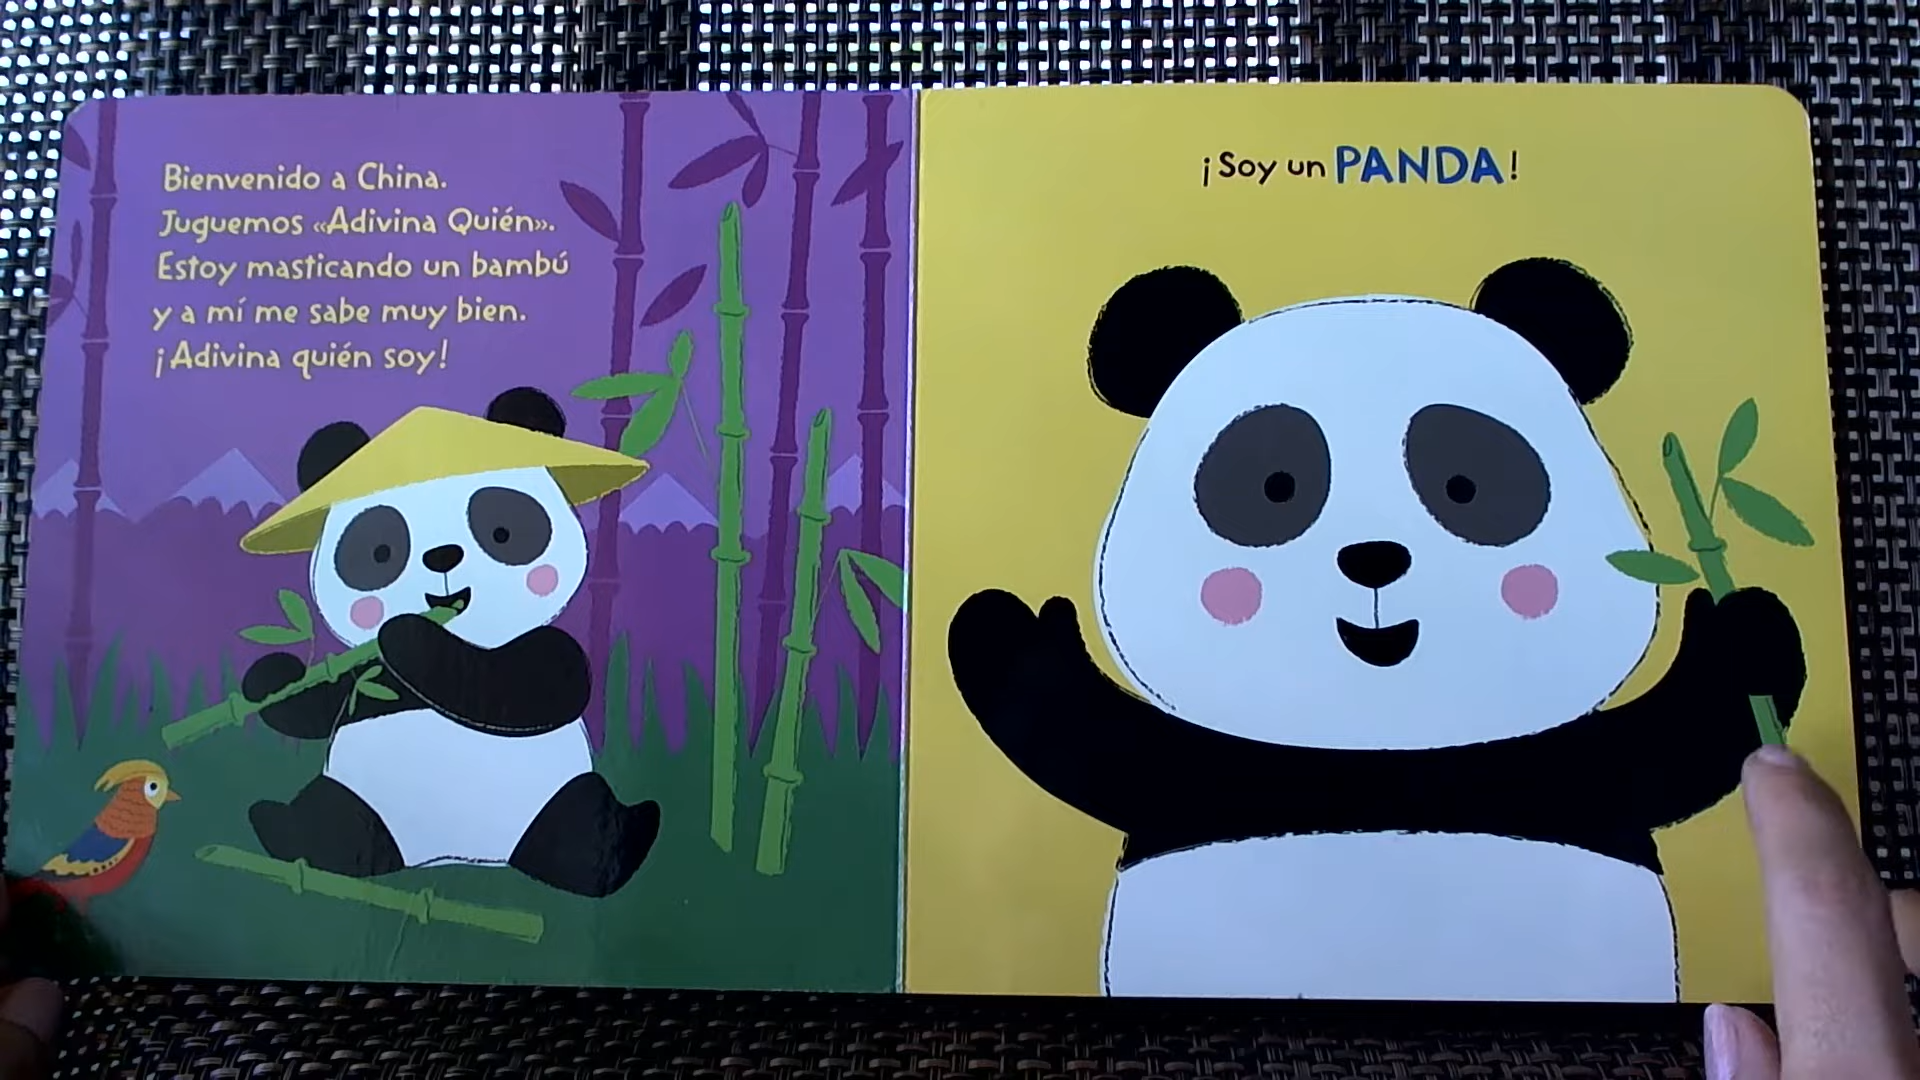 Bienvenido a China.
Juguemos «Adivina Quién».
Estoy masticando un bambú
y a mí me sabe muy bien.
¡Adivina quién soy!
¡Soy un PANDA!